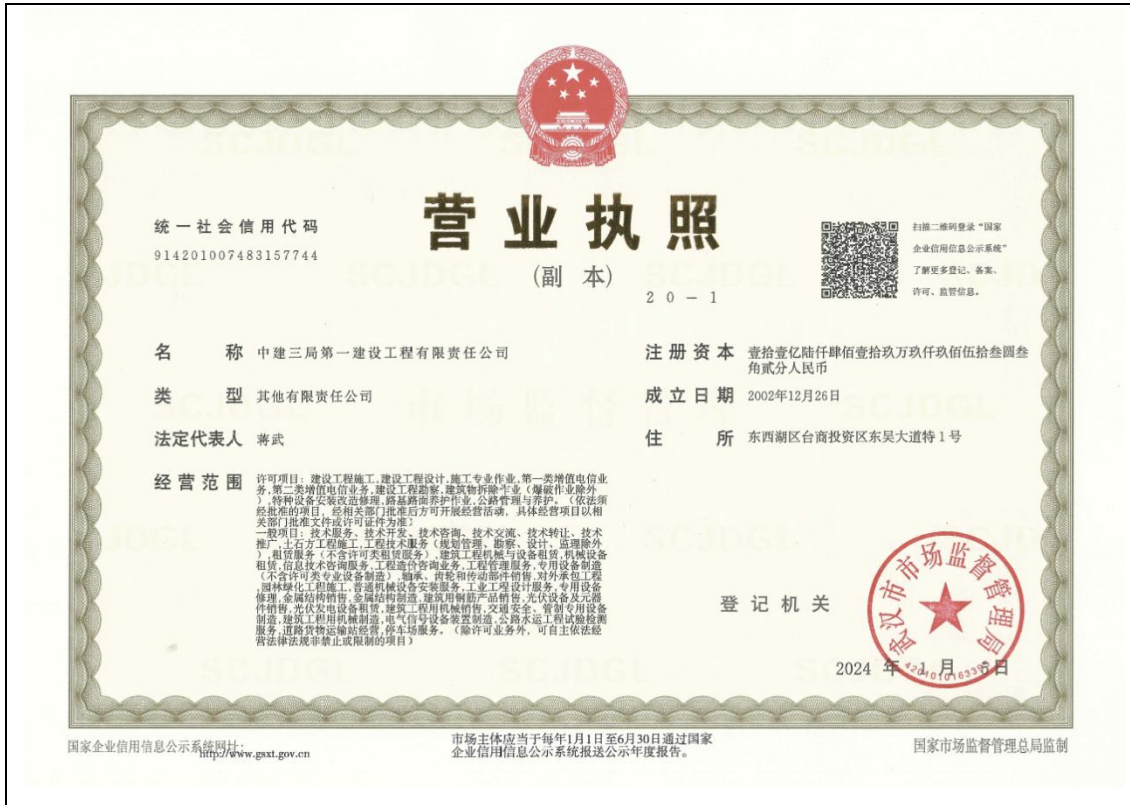 营业执照
(副 本)
20-1
统一社会信用代码
914201007483157744
扫描二维码登录“国家
企业信用信息公示系统”
了解更多登记、备案、
许可、监管信息。
名 称 中建三局第一建设工程有限责任公司
类 型 其他有限责任公司
法定代表人 蒋武
经营范围 许可项目：建设工程施工,建设工程设计,施工专业作业,第一类增值电信业
务,第二类增值电信业务,建设工程勘察,建筑物拆除作业（爆破作业除外
）,特种设备安装改造修理,路基路面养护作业,公路管理与养护。（依法须
经批准的项目，经相关部门批准后方可开展经营活动，具体经营项目以相
关部门批准文件或许可证件为准）
一般项目：技术服务、技术开发、技术咨询、技术交流、技术转让、技术
推广,土石方工程施工,工程技术服务（规划管理、勘察、设计、监理除外
）,租赁服务（不含许可类租赁服务）,建筑工程机械与设备租赁,机械设备
租赁,信息技术咨询服务,工程造价咨询业务,工程管理服务,专用设备制造
（不含许可类专业设备制造）,轴承、齿轮和传动部件销售,对外承包工程
,园林绿化工程施工,普通机械设备安装服务,工业工程设计服务,专用设备
修理,金属结构销售,金属结构制造,建筑用钢筋产品销售,光伏设备及元器
件销售,光伏发电设备租赁,建筑工程用机械销售,交通安全、管制专用设备
制造,建筑工程用机械制造,电气信号设备装置制造,公路水运工程试验检测
服务,道路货物运输站经营,停车场服务。（除许可业务外，可自主依法经
营法律法规非禁止或限制的项目）
注册资本 壹拾壹亿陆仟肆佰壹拾玖万玖仟玖佰伍拾叁圆叁
角贰分人民币
成立日期 2002年12月26日
住 所 东西湖区台商投资区东吴大道特1号
登记机关
武汉市市场监督管理局
2024 年 1 月 日
国家企业信用信息公示系统网址:
http://www.gsxt.gov.cn
市场主体应当于每年1月1日至6月30日通过国家
企业信用信息公示系统报送公示年度报告。
国家市场监督管理总局监制
SCJDGL